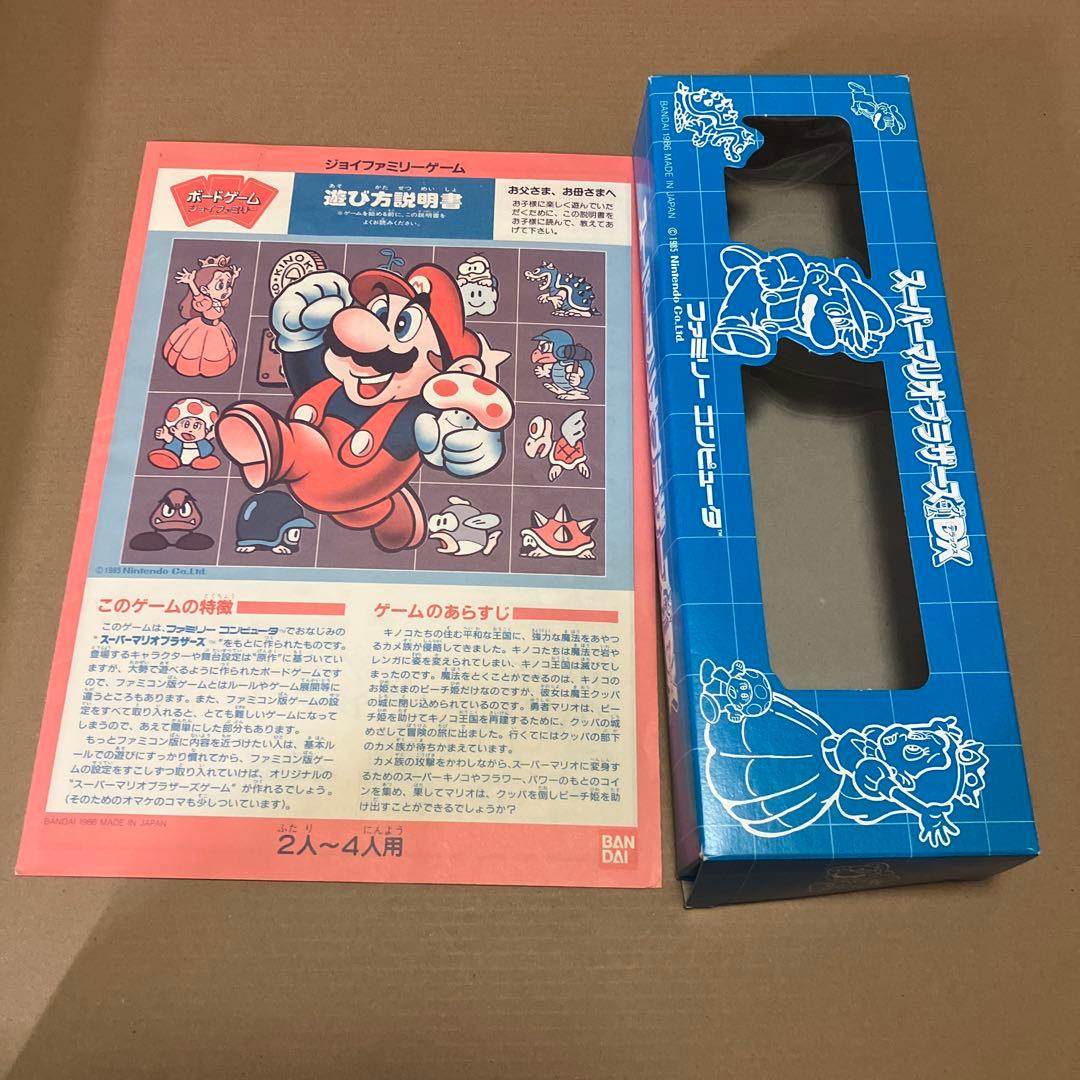 ジョイファミリーゲーム
ボードゲーム
ジョイファミリー
遊び方説明書
※ゲームを始める前に、この説明書を
よくお読みください。
お父さま、お母さまへ
お子様に楽しく遊んでいただ
くために、この説明書を
お子様に読んで、教えてあ
げて下さい。
KINOKO
M
©1985 Nintendo Co.,Ltd.
このゲームの特徴
このゲームは、ファミリー コンピュータ™でおなじみの
"スーパーマリオブラザーズ™"をもとに作られたものです。
登場するキャラクターや舞台設定は"原作"に基づいてい
ますが、大勢で遊べるように作られたボードゲームです
ので、ファミコン版ゲームとはルールやゲーム展開等に
違うところもあります。また、ファミコン版ゲームの設
定をすべて取り入れると、とても難しいゲームになって
しまうので、あえて簡単にした部分もあります。
もっとファミコン版に内容を近づけたい人は、基本ルー
ルでの遊びにすっかり慣れてから、ファミコン版ゲー
ムの設定をすこしずつ取り入れていけば、オリジナルの
"スーパーマリオブラザーズゲーム"が作れるでしょう。
(そのためのオマケのコマも少しついています)。
ゲームのあらすじ
キノコたちの住む平和な王国に、強力な魔法をあやつ
るカメ族が侵略してきました。キノコたちは魔法で岩や
レンガに姿を変えられてしまい、キノコ王国は滅びてし
まったのです。魔法をとくことができるのは、キノコの
お姫さまのピーチ姫だけなのですが、彼女は魔王クッパ
の城に閉じ込められているのです。勇者マリオは、ピー
チ姫を助けてキノコ王国を再建するために、クッパの城
めざして冒険の旅に出ました。行くてにはクッパの部下
のカメ族が待ちかまえています。
カメ族の攻撃をかわしながら、スーパーマリオに変身す
るためのスーパーキノコやフラワー、パワーのもとのコイ
ンを集め、果してマリオは、クッパを倒しピーチ姫を助
け出すことができるでしょうか?
BANDAI 1986 MADE IN JAPAN
2人〜4人用
BAN
DAI
BANDAI 1986 MADE IN JAPAN ©1985 Nintendo Co.,Ltd.
ファミリー コンピュータ™
スーパーマリオブラザーズ人形DX
デラックス